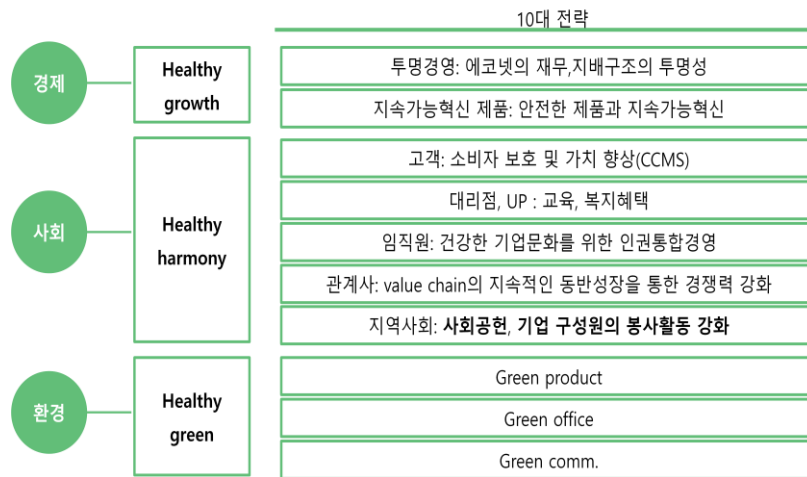 10대 전략
경제
Healthy
growth
투명경영: 에코넷의 재무,지배구조의 투명성
지속가능혁신 제품: 안전한 제품과 지속가능혁신
사회
Healthy
harmony
고객: 소비자 보호 및 가치 향상(CCMS)
대리점, UP : 교육, 복지혜택
임직원: 건강한 기업문화를 위한 인권통합경영
관계사: value chain의 지속적인 동반성장을 통한 경쟁력 강화
지역사회: 사회공헌, 기업 구성원의 봉사활동 강화
환경
Healthy
green
Green product
Green office
Green comm.